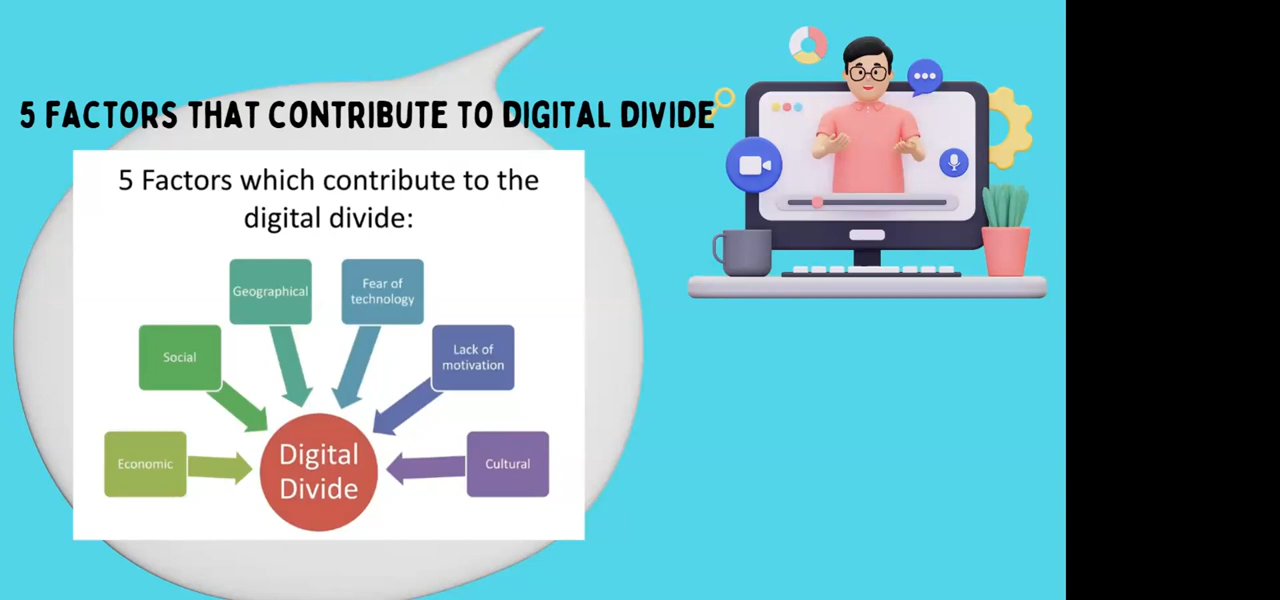 5 FACTORS THAT CONTRIBUTE TO DIGITAL DIVIDE
5 Factors which contribute to the
digital divide:
Geographical
Fear of
technology
Social
Lack of
motivation
Economic
Digital
Divide
Cultural